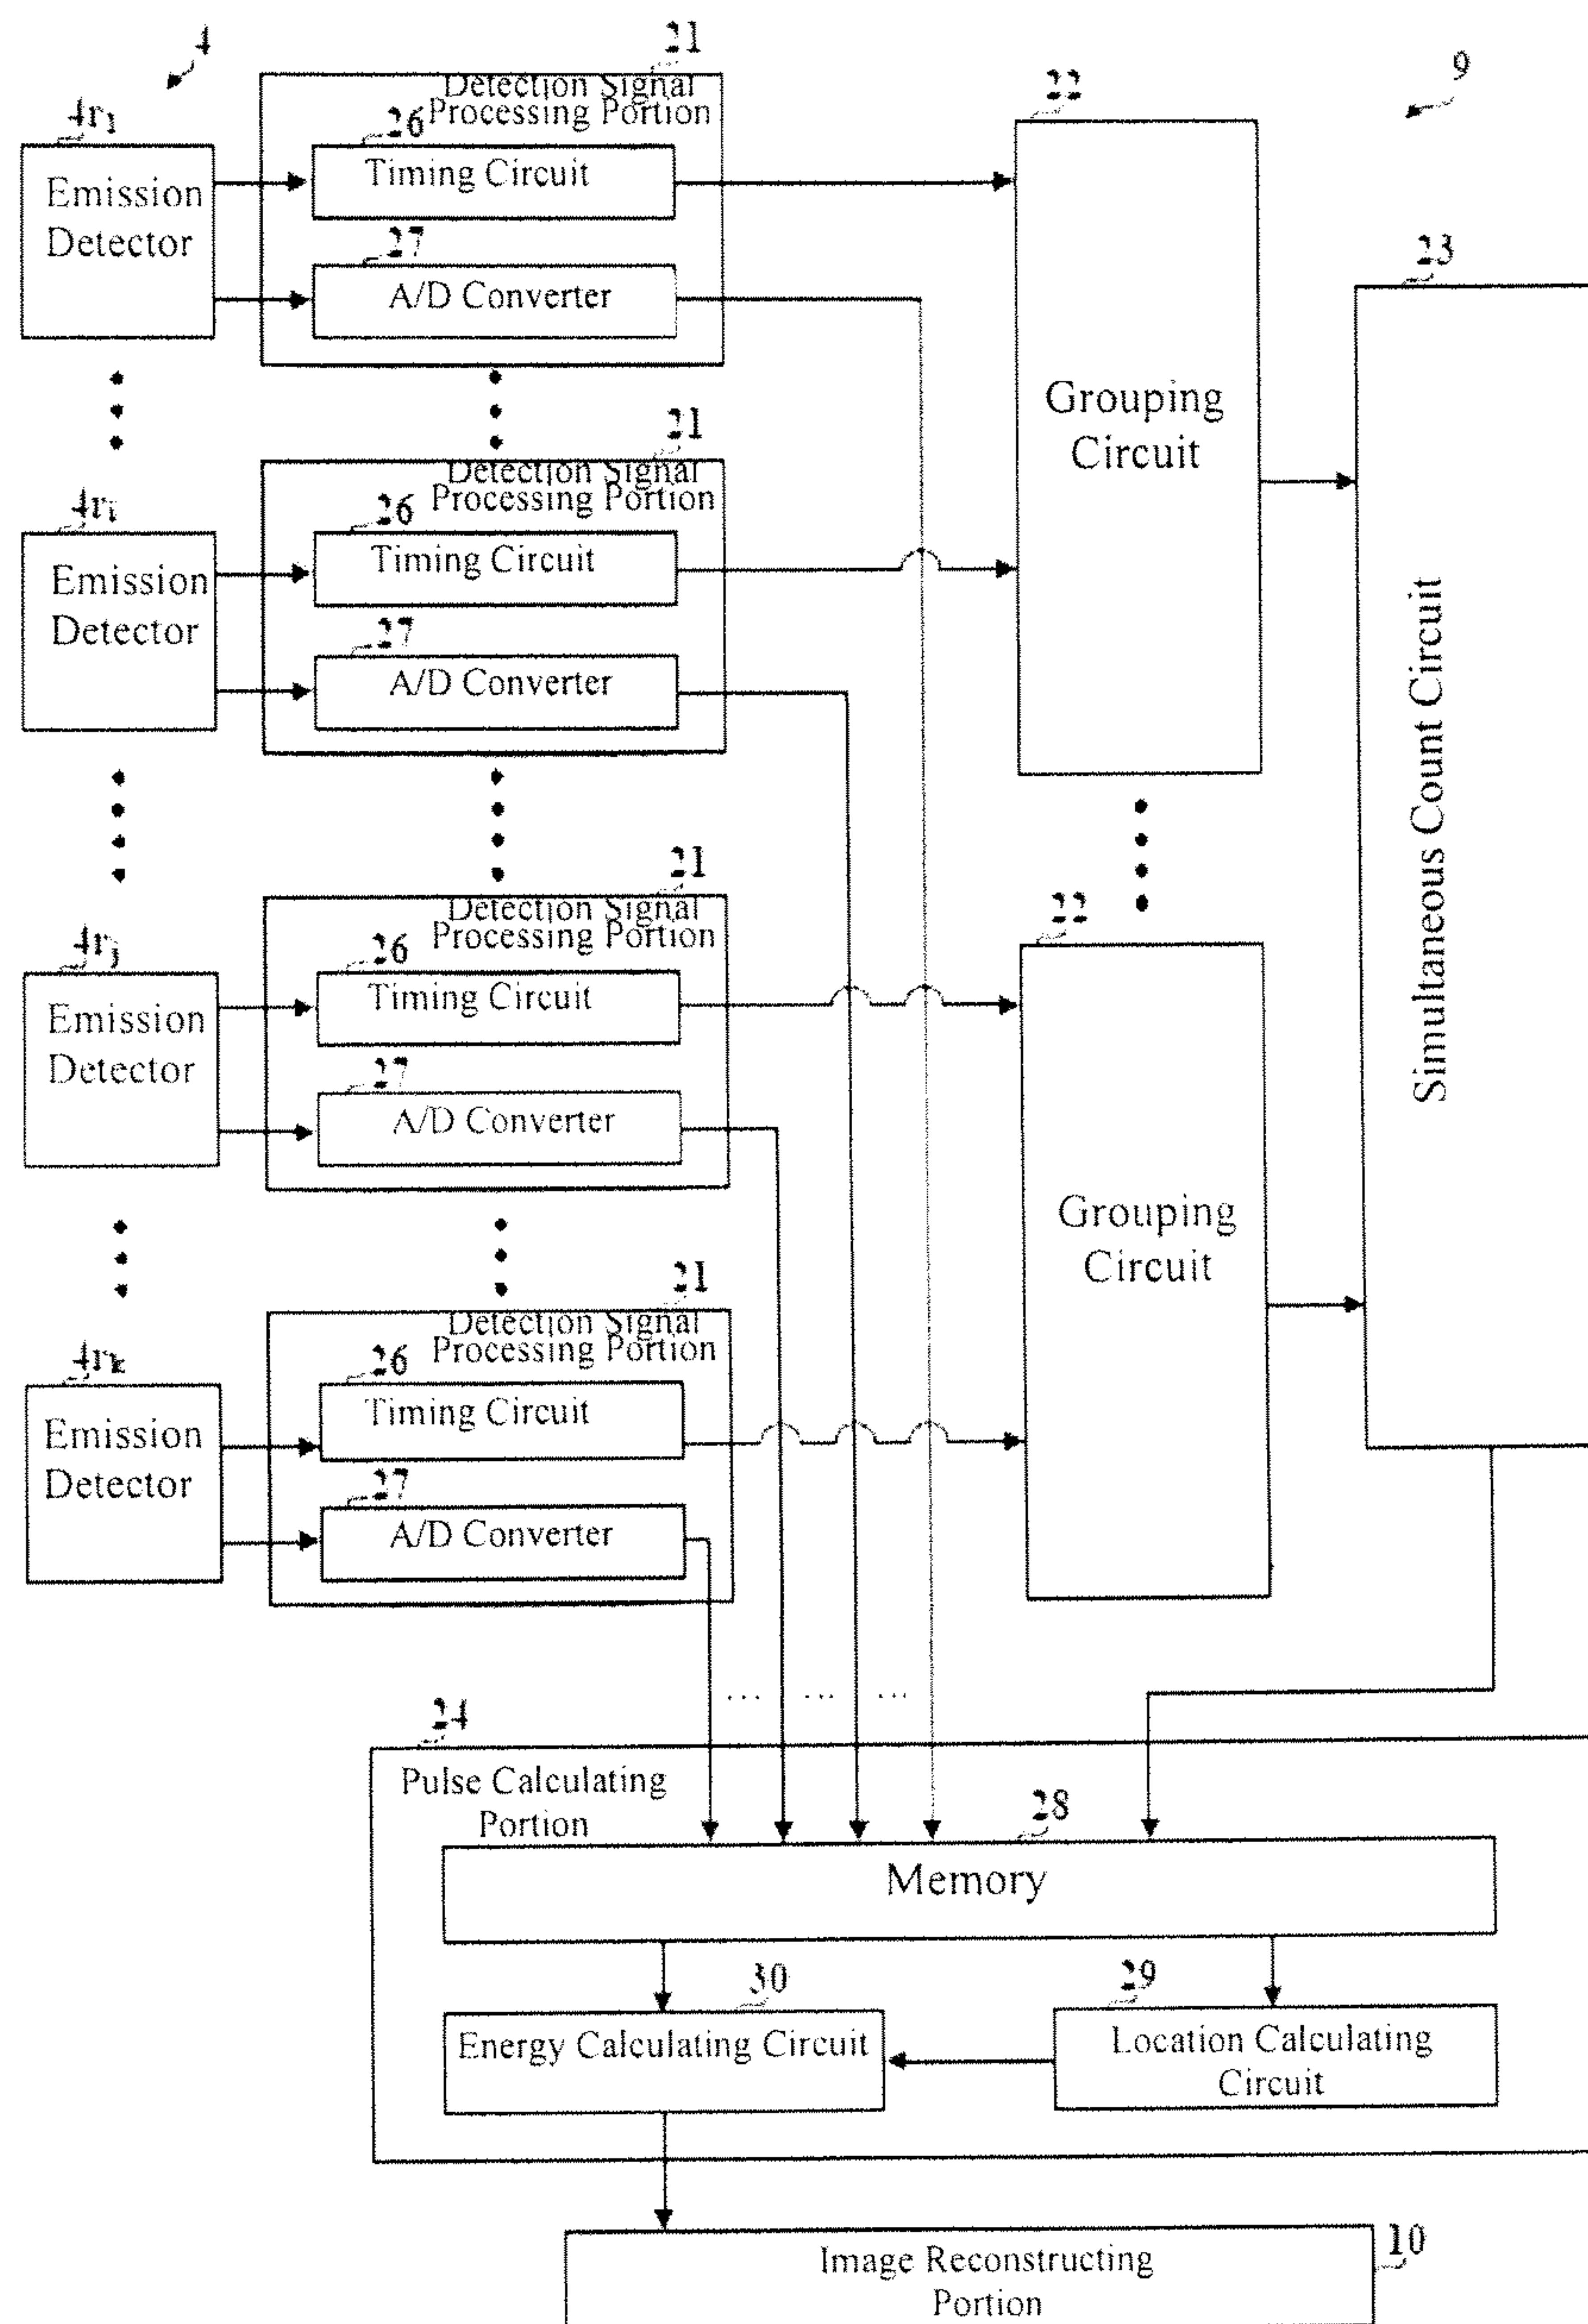 4
21
9
Detection Signal
Processing Portion
22
4r1
26
Timing Circuit
Emission
Detector
27
A/D Converter
23
Grouping
Circuit
21
Detection Signal
Processing Portion
4ri
26
Timing Circuit
Emission
Detector
27
A/D Converter
Simultaneous Count Circuit
21
Detection Signal
Processing Portion
22
4rj
26
Timing Circuit
Emission
Detector
27
A/D Converter
Grouping
Circuit
21
Detection Signal
Processing Portion
4rk
26
Timing Circuit
Emission
Detector
27
A/D Converter
... ... ...
24
Pulse Calculating
Portion
28
Memory
30
29
Energy Calculating Circuit
Location Calculating
Circuit
10
Image Reconstructing
Portion